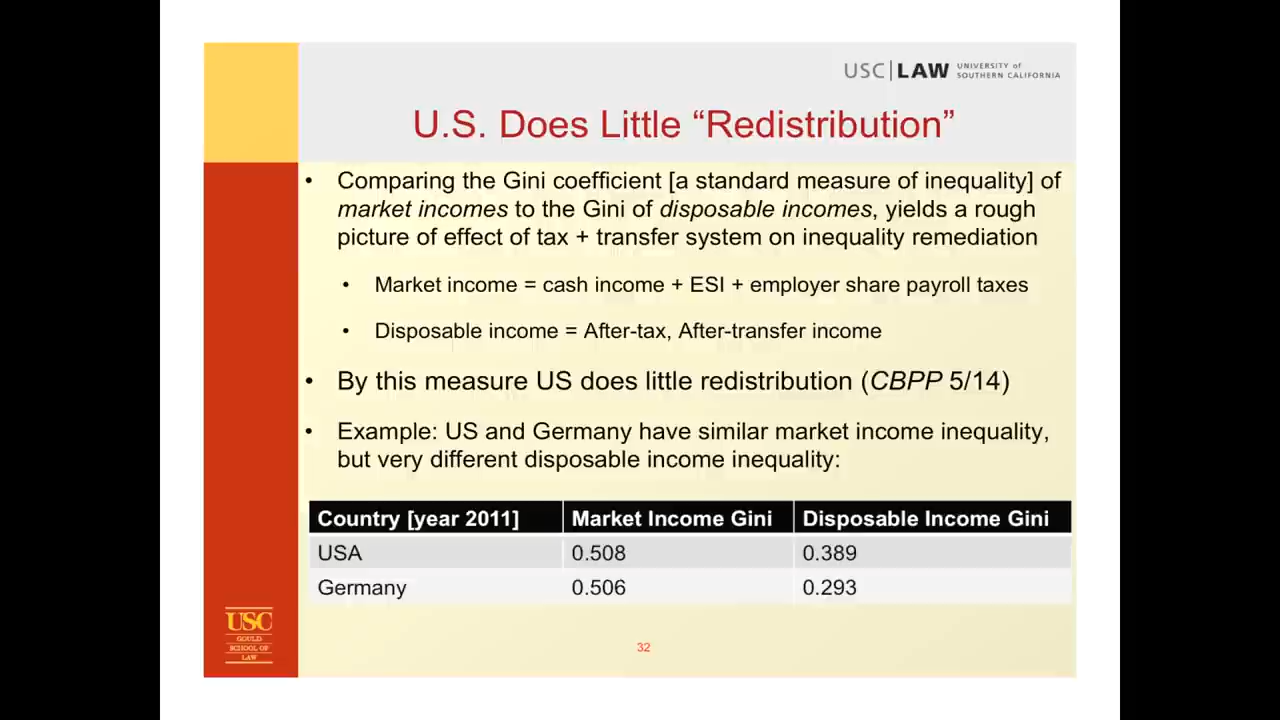 USC LAW UNIVERSITY of
SOUTHERN CALIFORNIA
U.S. Does Little “Redistribution”
• Comparing the Gini coefficient [a standard measure of inequality] of
market incomes to the Gini of disposable incomes, yields a rough
picture of effect of tax + transfer system on inequality remediation
• Market income = cash income + ESI + employer share payroll taxes
• Disposable income = After-tax, After-transfer income
• By this measure US does little redistribution (CBPP 5/14)
• Example: US and Germany have similar market income inequality,
but very different disposable income inequality:
Country [year 2011] Market Income Gini Disposable Income Gini
USA 0.508 0.389
Germany 0.506 0.293
USC
GOULD
SCHOOL OF
LAW
32